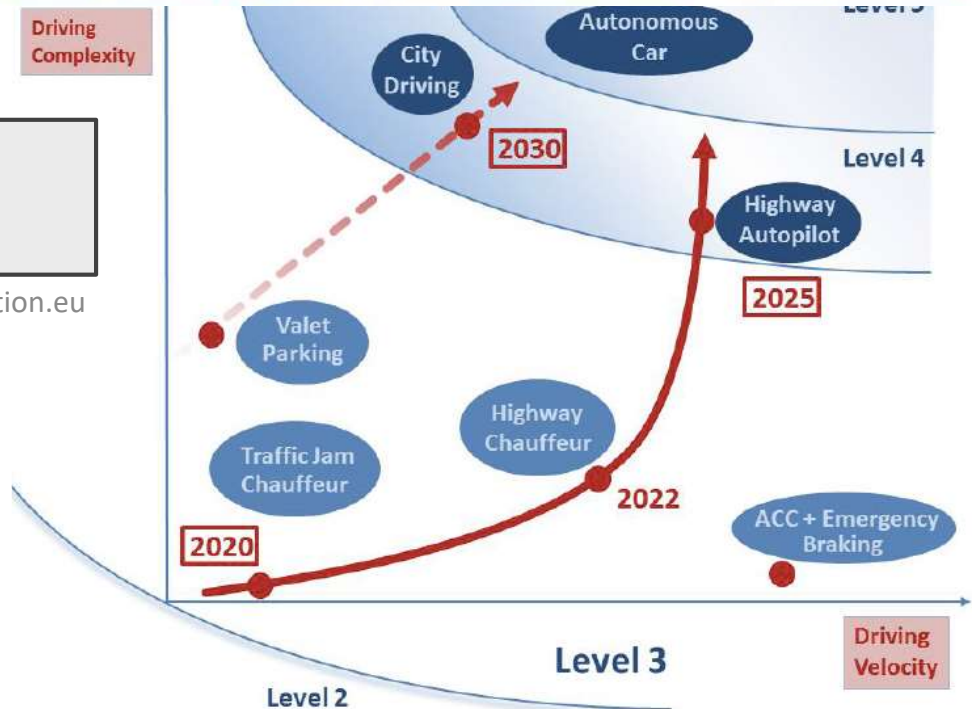 Driving
Complexity
Autonomous
Car
Level
City
Driving
2030
Level 4
Highway
Autopilot
2025
tion.eu
Valet
Parking
Highway
Chauffeur
Traffic Jam
Chauffeur
2022
ACC + Emergency
Braking
2020
Driving
Velocity
Level 3
Level 2